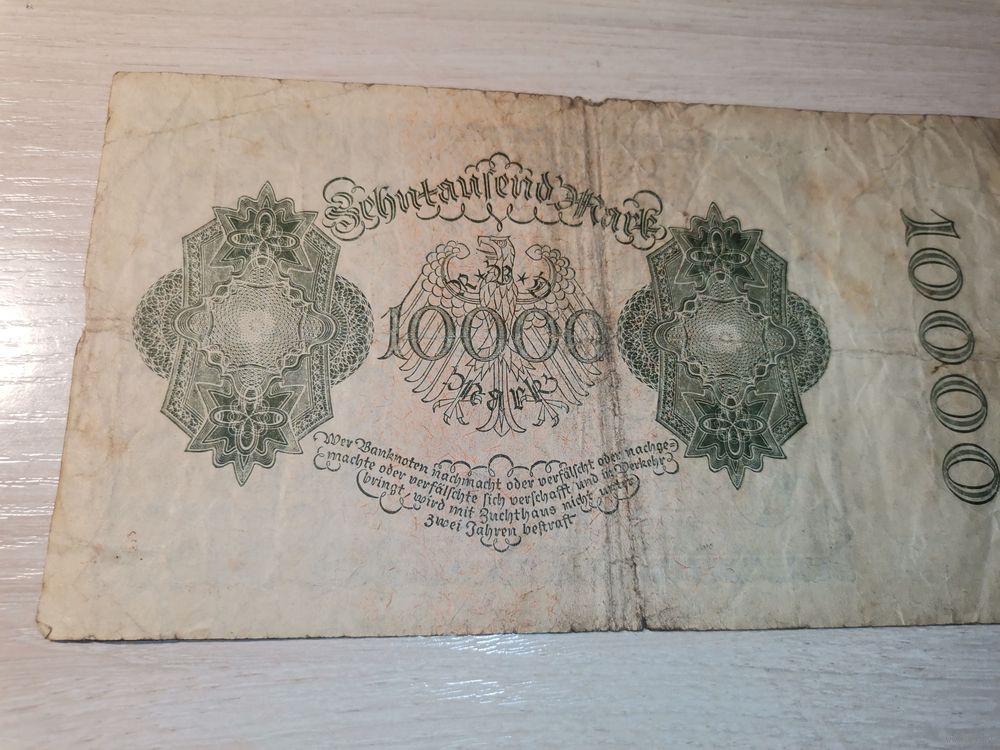 Zehntausend Mark
R * B * D
10000
Mark
Wer Banknoten nachmacht oder verfälscht oder nachge=
machte oder verfälschte sich verschafft und in Verkehr
bringt, wird mit Zuchthaus nicht unter
zwei Jahren bestraft
10000